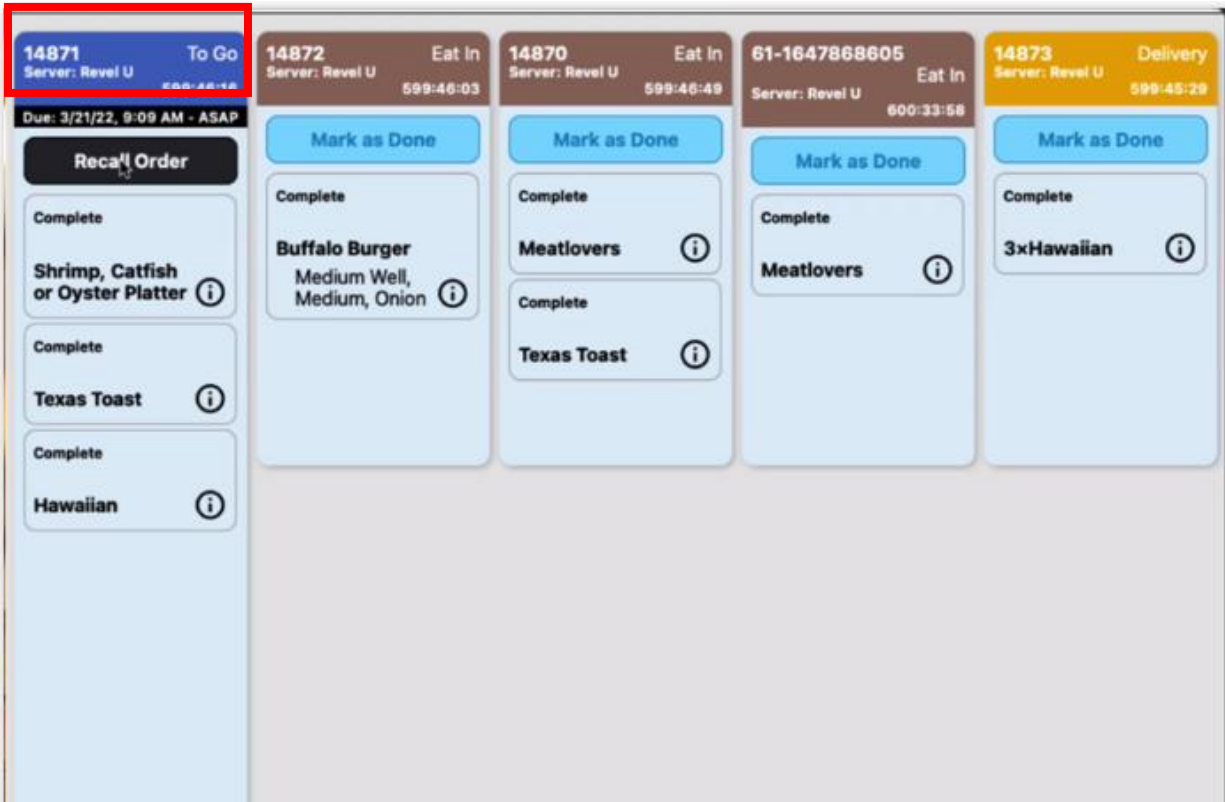 14871 To Go
Server: Revel U
599:46:16
Due: 3/21/22, 9:09 AM - ASAP
Recall Order
Complete
Shrimp, Catfish
or Oyster Platter
Complete
Texas Toast
Complete
Hawaiian
14872 Eat In
Server: Revel U
599:46:03
Mark as Done
Complete
Buffalo Burger
Medium Well,
Medium, Onion
14870 Eat In
Server: Revel U
599:46:49
Mark as Done
Complete
Meatlovers
Complete
Texas Toast
61-1647868605
Eat In
Server: Revel U
600:33:58
Mark as Done
Complete
Meatlovers
14873 Delivery
Server: Revel U
599:45:29
Mark as Done
Complete
3×Hawaiian